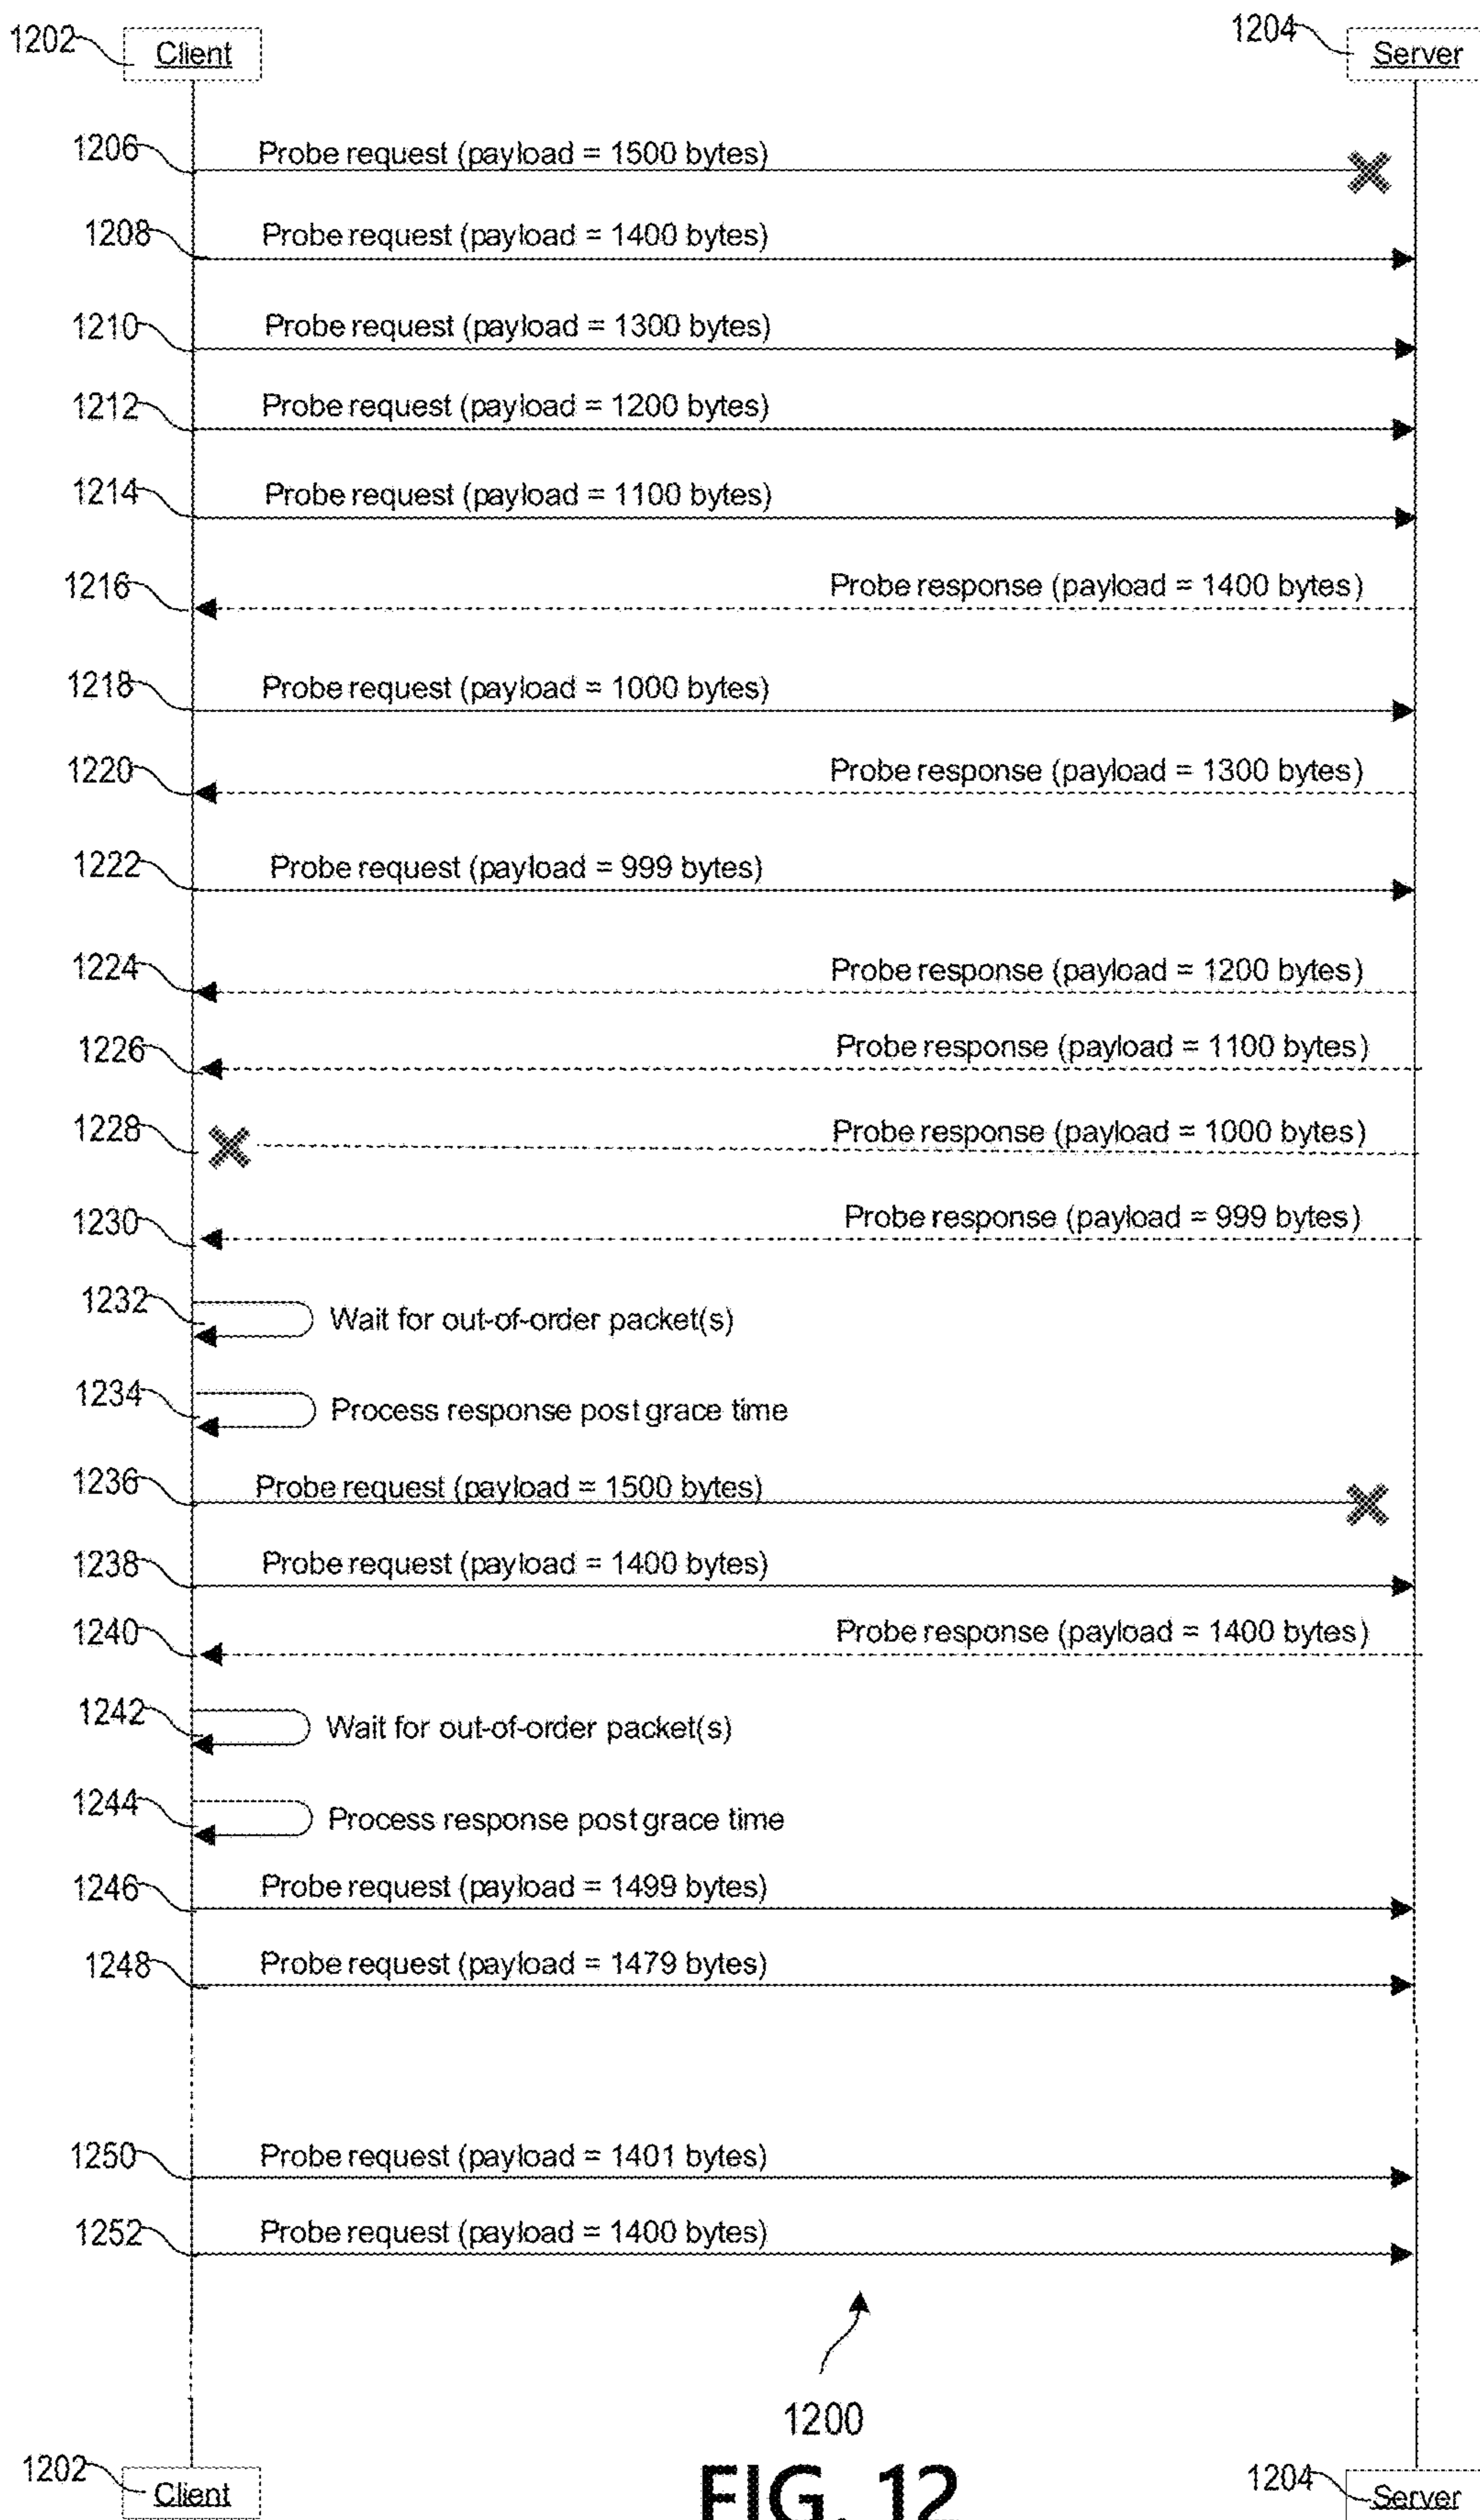 1202 Client 1204 Server
1206 Probe request (payload = 1500 bytes)
1208 Probe request (payload = 1400 bytes)
1210 Probe request (payload = 1300 bytes)
1212 Probe request (payload = 1200 bytes)
1214 Probe request (payload = 1100 bytes)
1216 Probe response (payload = 1400 bytes)
1218 Probe request (payload = 1000 bytes)
1220 Probe response (payload = 1300 bytes)
1222 Probe request (payload = 999 bytes)
1224 Probe response (payload = 1200 bytes)
1226 Probe response (payload = 1100 bytes)
1228 Probe response (payload = 1000 bytes)
1230 Probe response (payload = 999 bytes)
1232 Wait for out-of-order packet(s)
1234 Process response post grace time
1236 Probe request (payload = 1500 bytes)
1238 Probe request (payload = 1400 bytes)
1240 Probe response (payload = 1400 bytes)
1242 Wait for out-of-order packet(s)
1244 Process response post grace time
1246 Probe request (payload = 1499 bytes)
1248 Probe request (payload = 1479 bytes)
1250 Probe request (payload = 1401 bytes)
1252 Probe request (payload = 1400 bytes)
1200
1202 Client FIG. 12 1204 Server